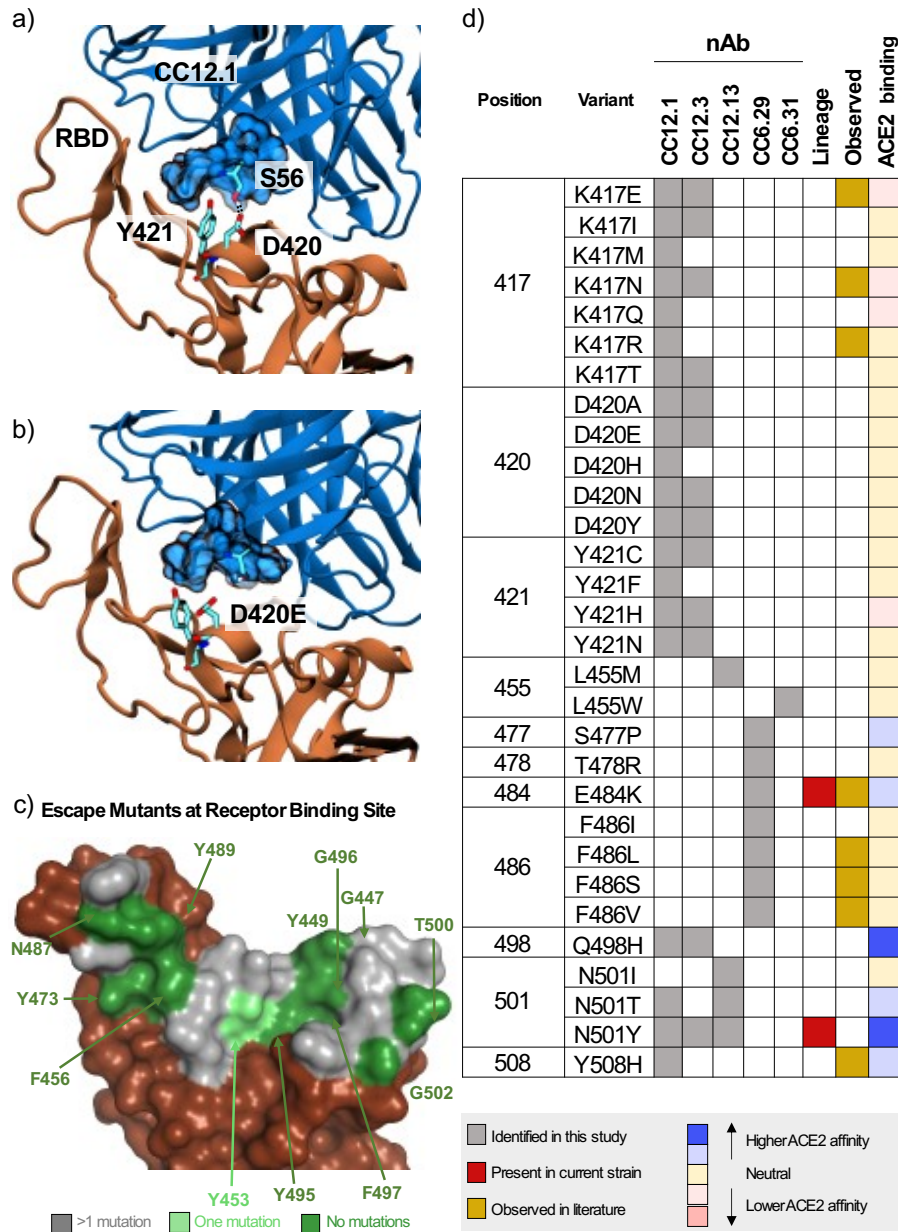 a)
CC12.1
RBD
S56
Y421
D420
b)
D420E
c) Escape Mutants at Receptor Binding Site
Y489
G496
G447
Y449
T500
N487
Y473
F456
G502
Y453
Y495
F497
>1 mutation
One mutation
No mutations
d)
nAb
Position Variant CC12.1 CC12.3 CC12.13 CC6.29 CC6.31 Lineage Observed ACE2 binding
417
K417E
K417I
K417M
K417N
K417Q
K417R
K417T
420
D420A
D420E
D420H
D420N
D420Y
421
Y421C
Y421F
Y421H
Y421N
455
L455M
L455W
477 S477P
478 T478R
484 E484K
486
F486I
F486L
F486S
F486V
498 Q498H
501
N501I
N501T
N501Y
508 Y508H
Identified in this study
Present in current strain
Observed in literature
Higher ACE2 affinity
Neutral
Lower ACE2 affinity